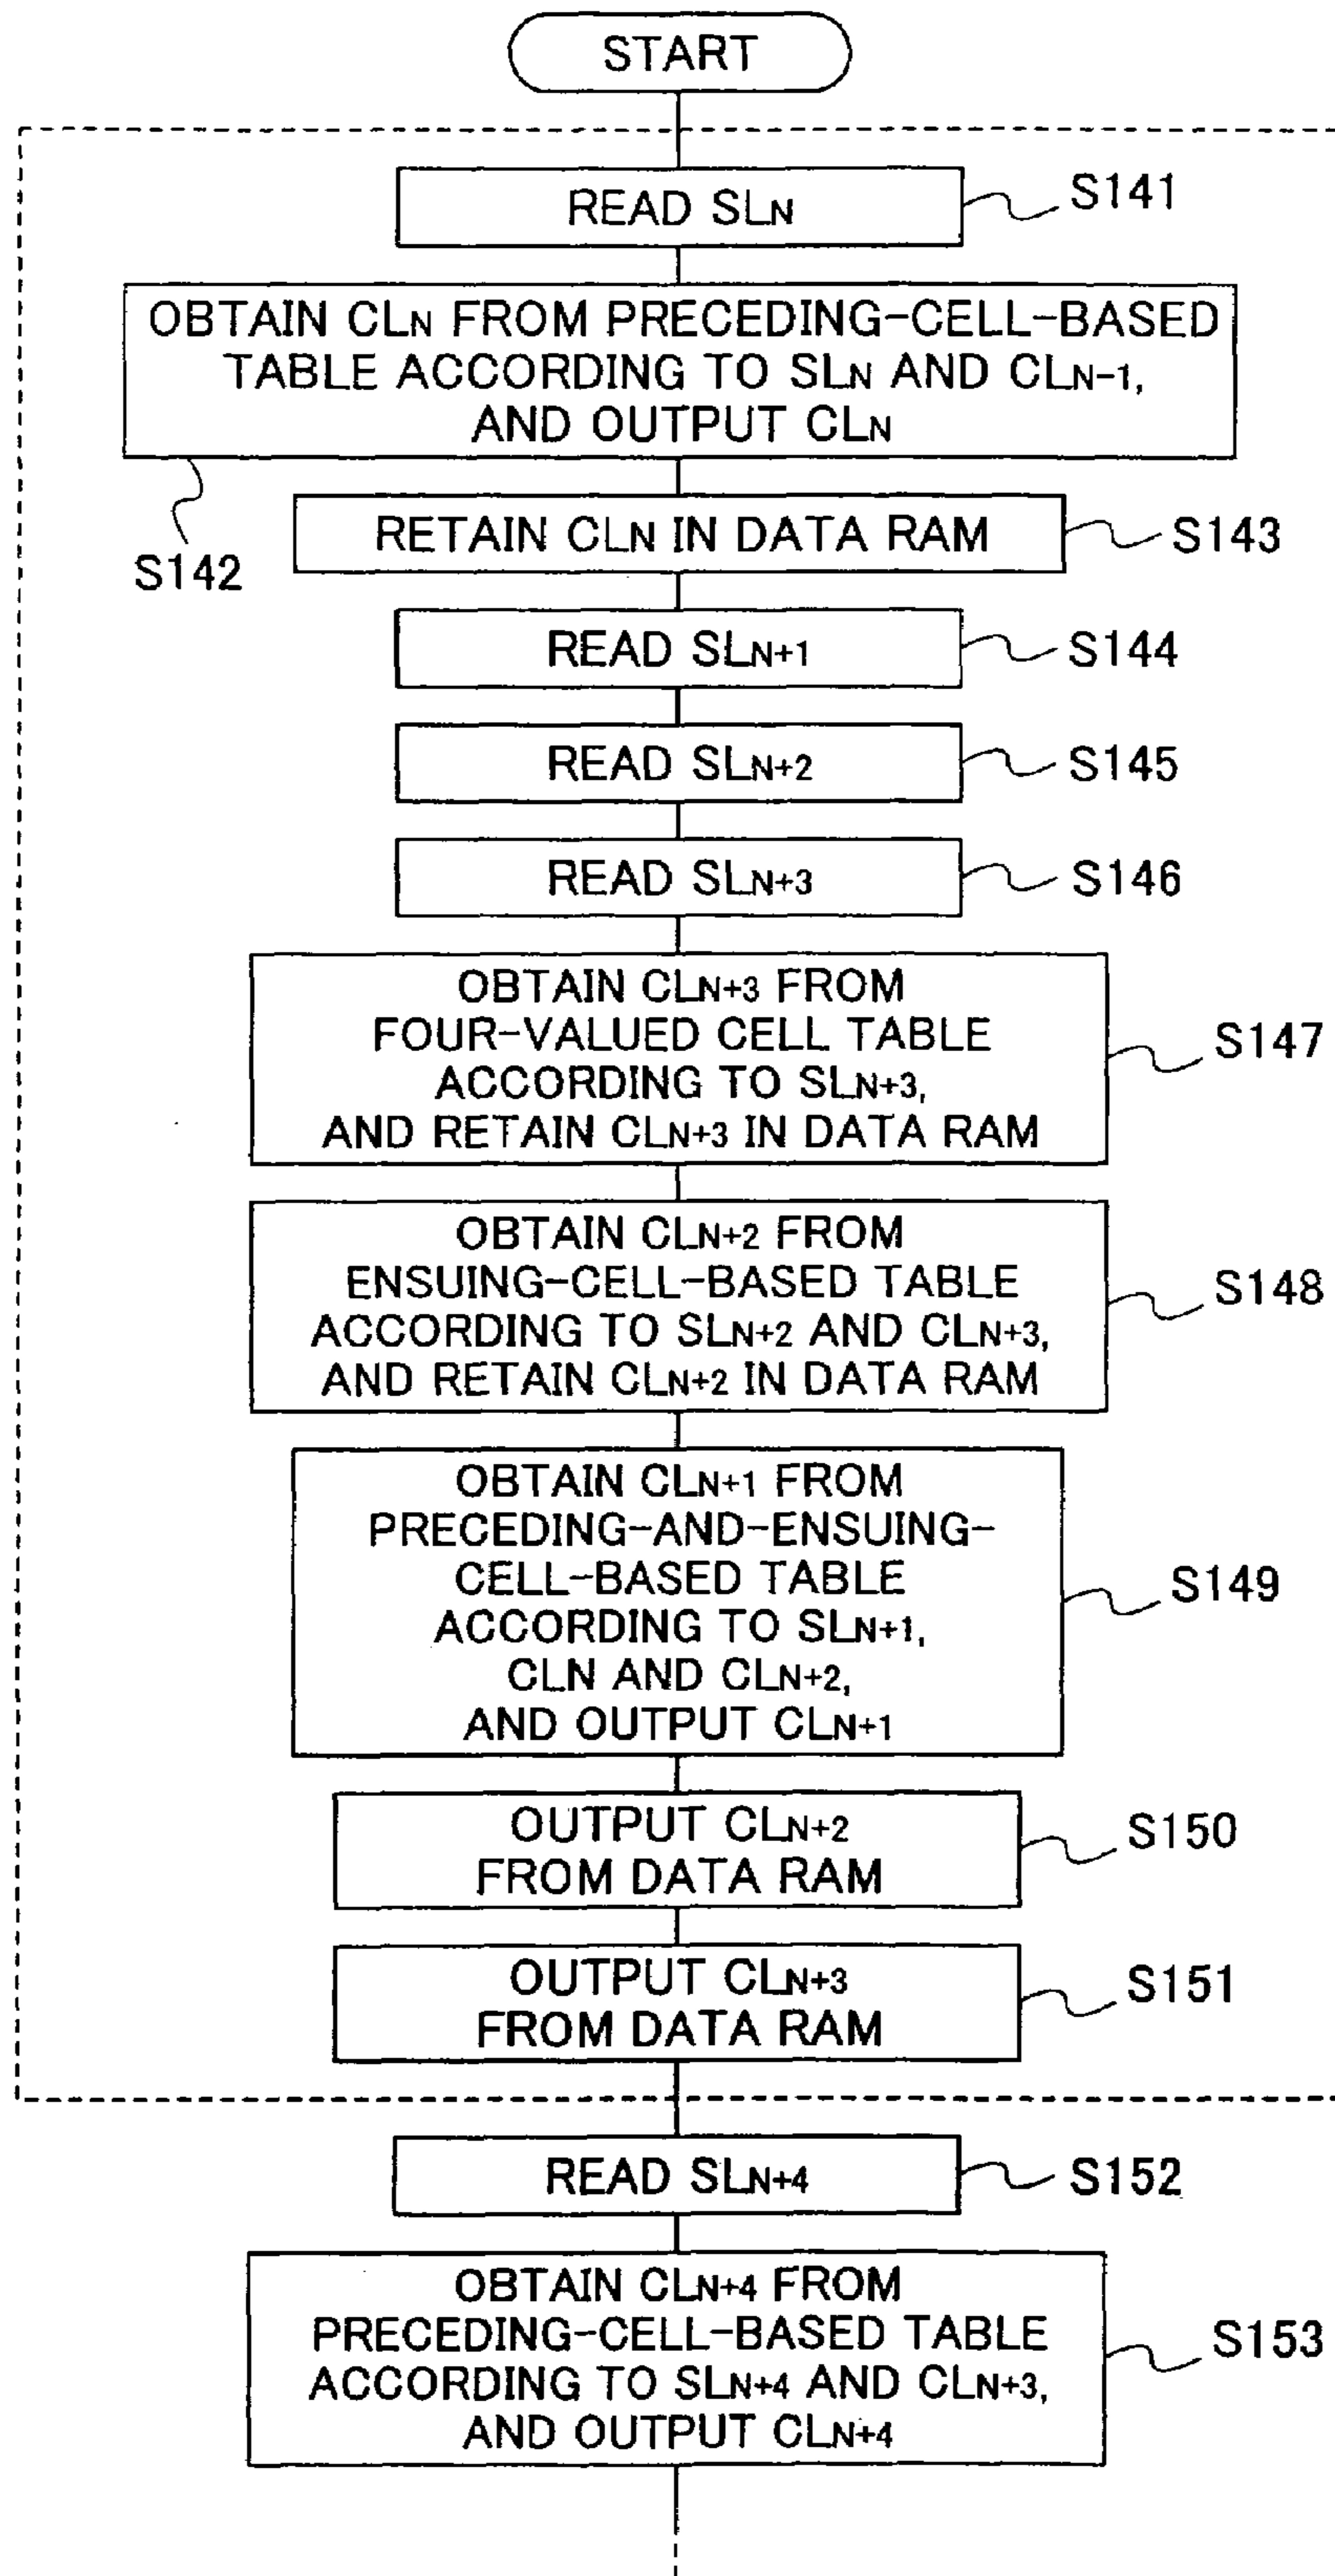 START
READ SLN
S141
OBTAIN CLN FROM PRECEDING-CELL-BASED
TABLE ACCORDING TO SLN AND CLN-1,
AND OUTPUT CLN
S142
RETAIN CLN IN DATA RAM
S143
READ SLN+1
S144
READ SLN+2
S145
READ SLN+3
S146
OBTAIN CLN+3 FROM
FOUR-VALUED CELL TABLE
ACCORDING TO SLN+3,
AND RETAIN CLN+3 IN DATA RAM
S147
OBTAIN CLN+2 FROM
ENSUING-CELL-BASED TABLE
ACCORDING TO SLN+2 AND CLN+3,
AND RETAIN CLN+2 IN DATA RAM
S148
OBTAIN CLN+1 FROM
PRECEDING-AND-ENSUING-
CELL-BASED TABLE
ACCORDING TO SLN+1,
CLN AND CLN+2,
AND OUTPUT CLN+1
S149
OUTPUT CLN+2
FROM DATA RAM
S150
OUTPUT CLN+3
FROM DATA RAM
S151
READ SLN+4
S152
OBTAIN CLN+4 FROM
PRECEDING-CELL-BASED TABLE
ACCORDING TO SLN+4 AND CLN+3,
AND OUTPUT CLN+4
S153